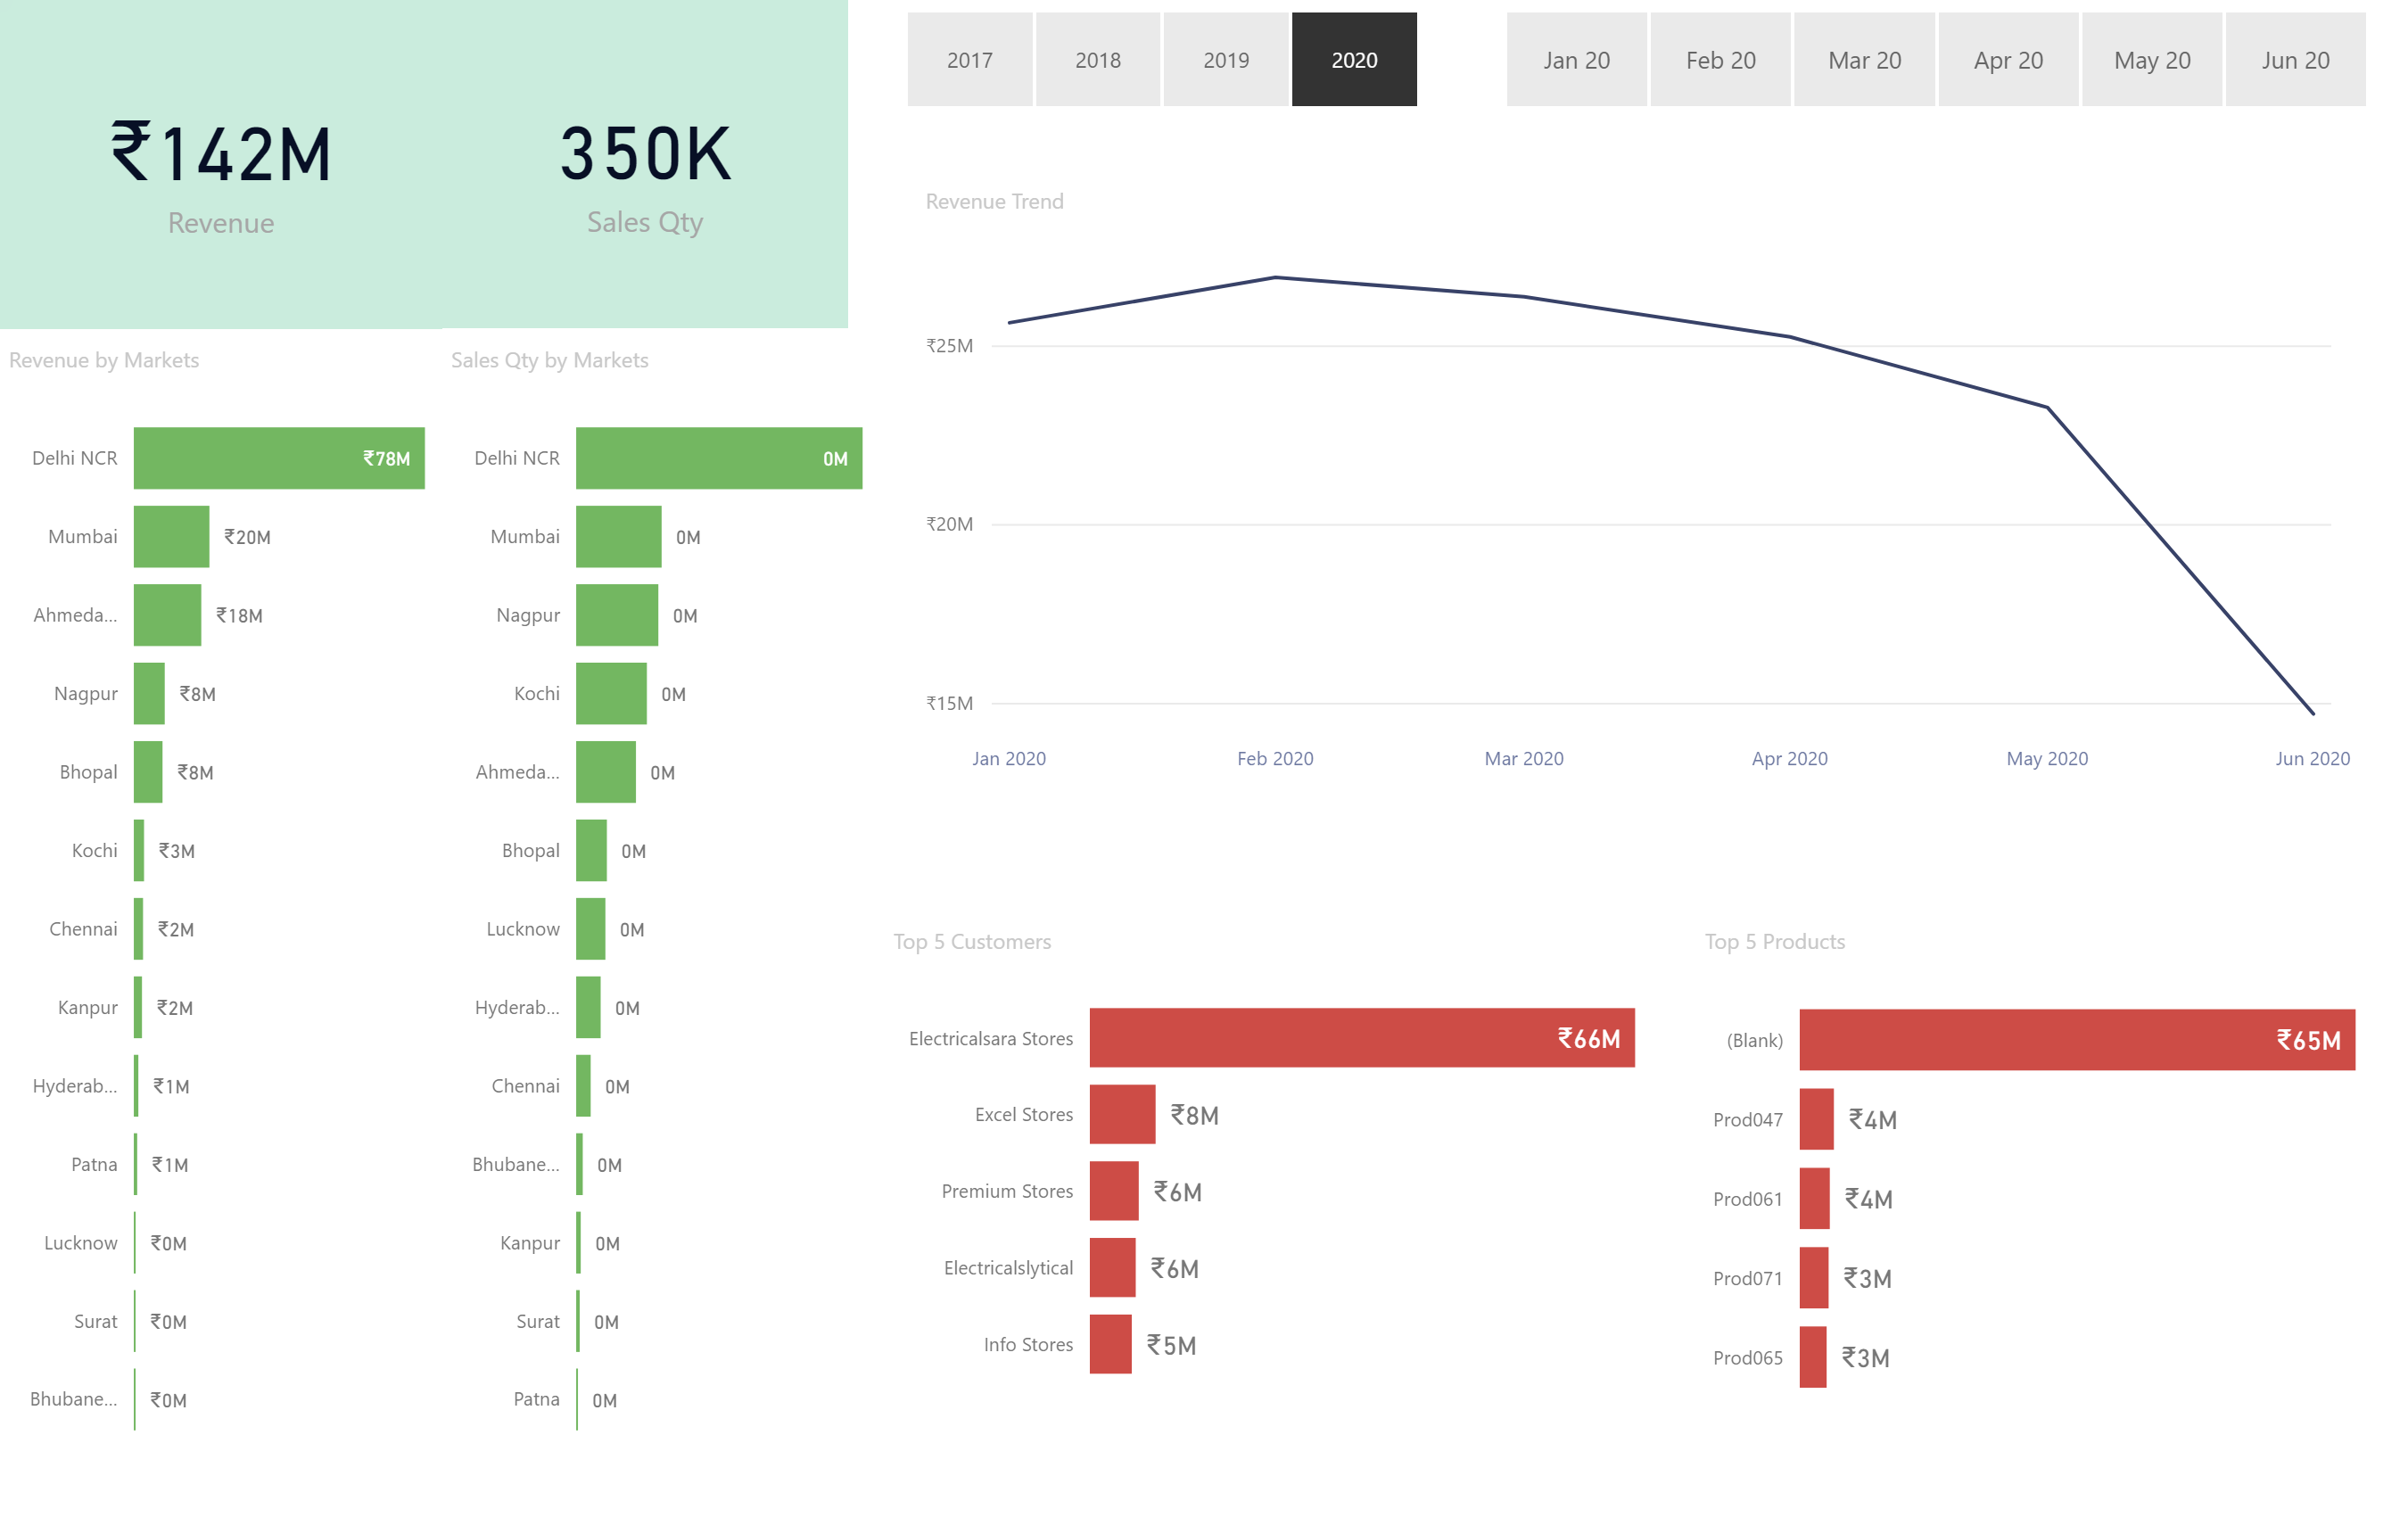 ₹142M
Revenue
350K
Sales Qty
2017 2018 2019 2020
Jan 20 Feb 20 Mar 20 Apr 20 May 20 Jun 20
Revenue by Markets
Delhi NCR ₹78M
Mumbai ₹20M
Ahmeda... ₹18M
Nagpur ₹8M
Bhopal ₹8M
Kochi ₹3M
Chennai ₹2M
Kanpur ₹2M
Hyderab... ₹1M
Patna ₹1M
Lucknow ₹0M
Surat ₹0M
Bhubane... ₹0M
Sales Qty by Markets
Delhi NCR 0M
Mumbai 0M
Nagpur 0M
Kochi 0M
Ahmeda... 0M
Bhopal 0M
Lucknow 0M
Hyderab... 0M
Chennai 0M
Bhubane... 0M
Kanpur 0M
Surat 0M
Patna 0M
Revenue Trend
₹25M
₹20M
₹15M
Jan 2020 Feb 2020 Mar 2020 Apr 2020 May 2020 Jun 2020
Top 5 Customers
Electricalsara Stores ₹66M
Excel Stores ₹8M
Premium Stores ₹6M
Electricalslytical ₹6M
Info Stores ₹5M
Top 5 Products
(Blank) ₹65M
Prod047 ₹4M
Prod061 ₹4M
Prod071 ₹3M
Prod065 ₹3M